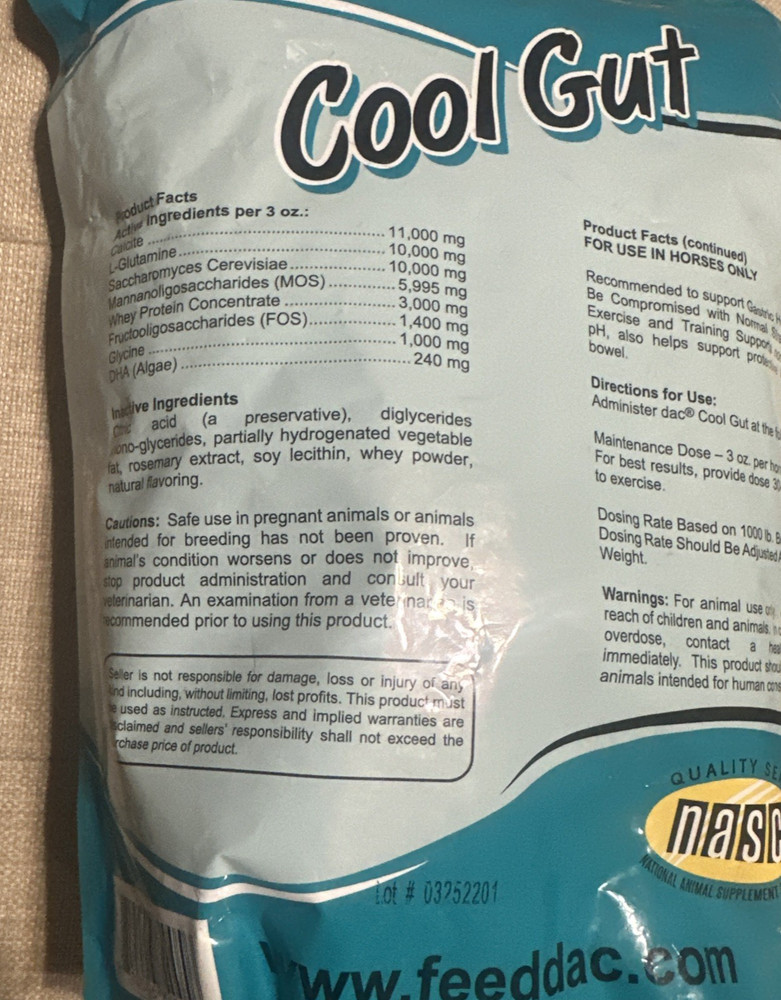 Cool Gut
Product Facts
Active Ingredients per 3 oz.:
Calcite ........ 11,000 mg
L-Glutamine ........ 10,000 mg
Saccharomyces Cerevisiae ........ 10,000 mg
Mannanoligosaccharides (MOS) ........ 5,995 mg
Whey Protein Concentrate ........ 3,000 mg
Fructooligosaccharides (FOS) ........ 1,400 mg
Glycine ........ 1,000 mg
DHA (Algae) ........ 240 mg
Inactive Ingredients
Citric acid (a preservative), diglycerides
mono-glycerides, partially hydrogenated vegetable
fat, rosemary extract, soy lecithin, whey powder,
natural flavoring.
Cautions: Safe use in pregnant animals or animals
intended for breeding has not been proven. If
animal's condition worsens or does not improve,
stop product administration and consult your
veterinarian. An examination from a veterinarian is
recommended prior to using this product.
Seller is not responsible for damage, loss or injury of any
kind including, without limiting, lost profits. This product must
be used as instructed. Express and implied warranties are
disclaimed and sellers' responsibility shall not exceed the
purchase price of product.
Product Facts (continued)
FOR USE IN HORSES ONLY
Recommended to support Gastric
Be Compromised with Normal
Exercise and Training Support
pH, also helps support
bowel.
Directions for Use:
Administer dac® Cool Gut at the
Maintenance Dose – 3 oz. per
For best results, provide dose 30
to exercise.
Dosing Rate Based on 1000 lb.
Dosing Rate Should Be Adjusted
Weight.
Warnings: For animal use only
reach of children and animals.
overdose, contact a
immediately. This product
animals intended for human
QUALITY
nasc
NATIONAL ANIMAL SUPPLEMENT
Lot # 03252201
www.feeddac.com